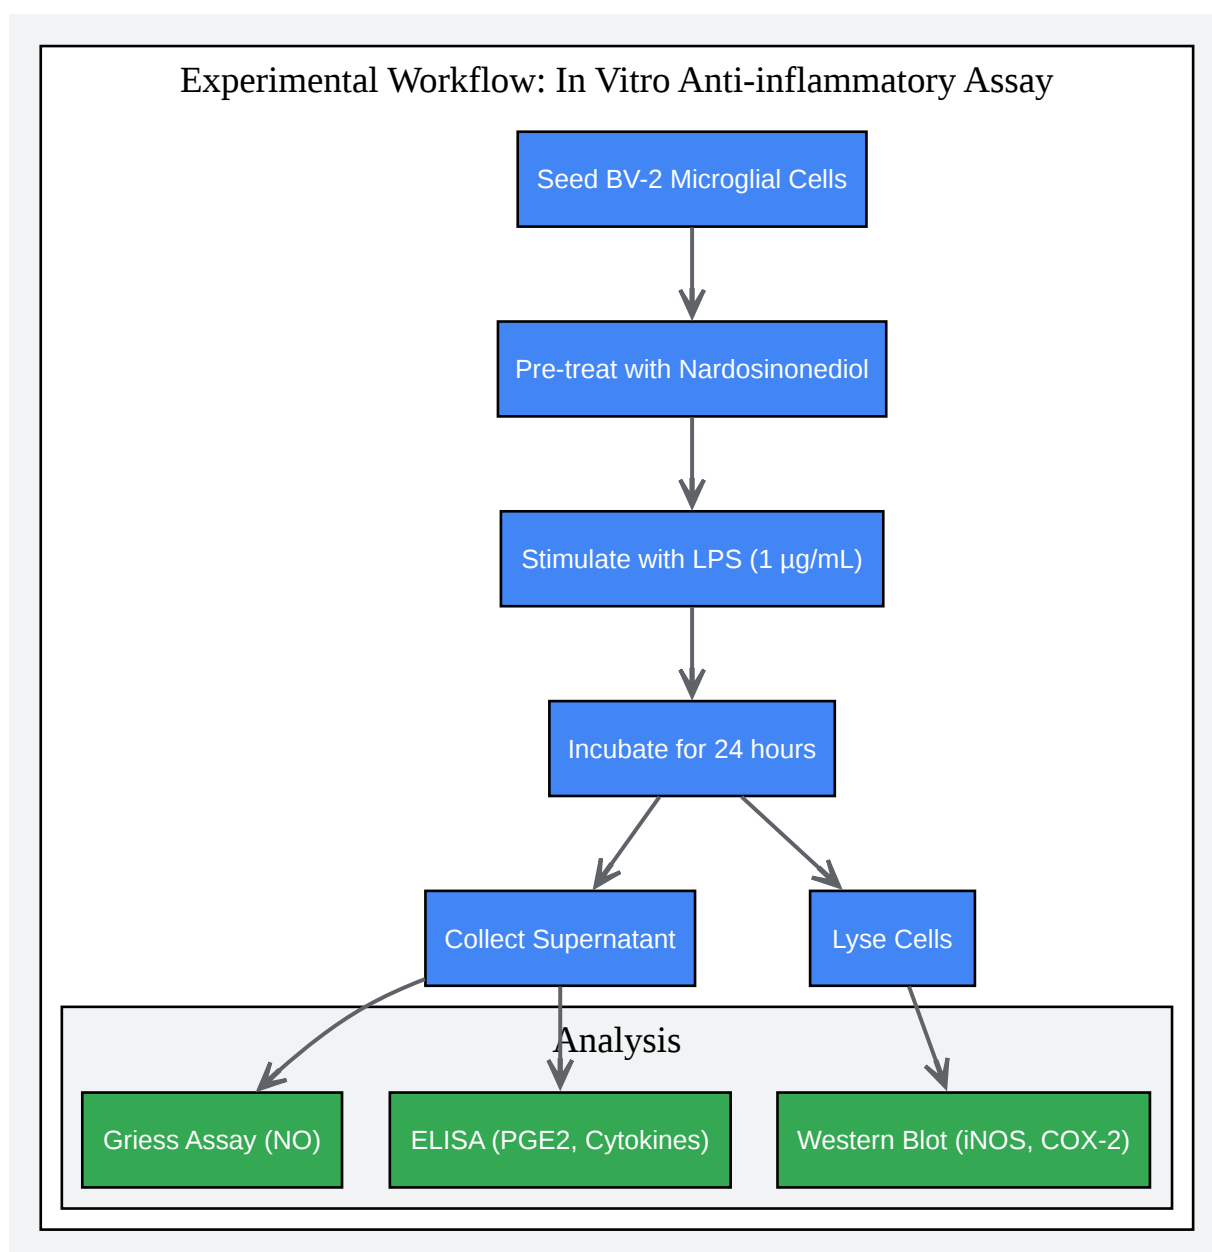 Experimental Workflow: In Vitro Anti-inflammatory Assay
Seed BV-2 Microglial Cells
Pre-treat with Nardosinonediol
Stimulate with LPS (1 µg/mL)
Incubate for 24 hours
Collect Supernatant
Lyse Cells
Analysis
Griess Assay (NO)
ELISA (PGE2, Cytokines)
Western Blot (iNOS, COX-2)